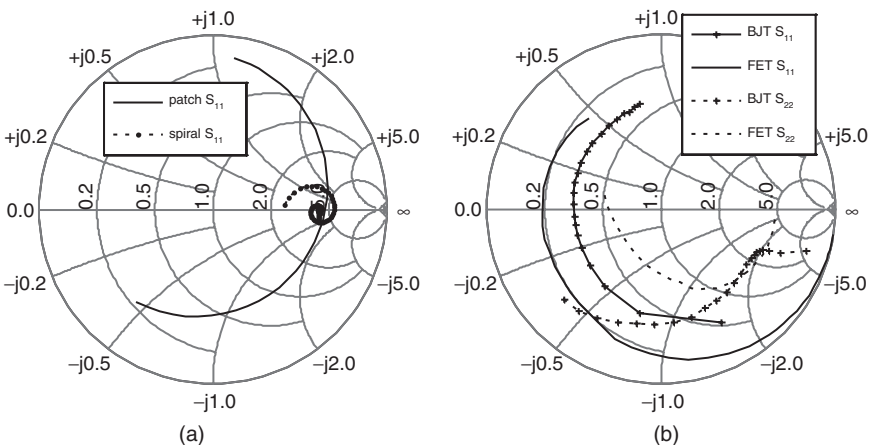 +j1.0
+j0.5
+j2.0
patch S11
spiral S11
+j0.2
+j5.0
0.2
0.5
1.0
2.0
0.0
∞
−j0.2
−j5.0
−j0.5
−j2.0
−j1.0
(a)
+j1.0
+j0.5
BJT S11
FET S11
BJT S22
FET S22
+j0.2
+j5.0
0.2
0.5
1.0
2.0
5.0
0.0
∞
−j0.2
−j5.0
−j0.5
−j2.0
−j1.0
(b)